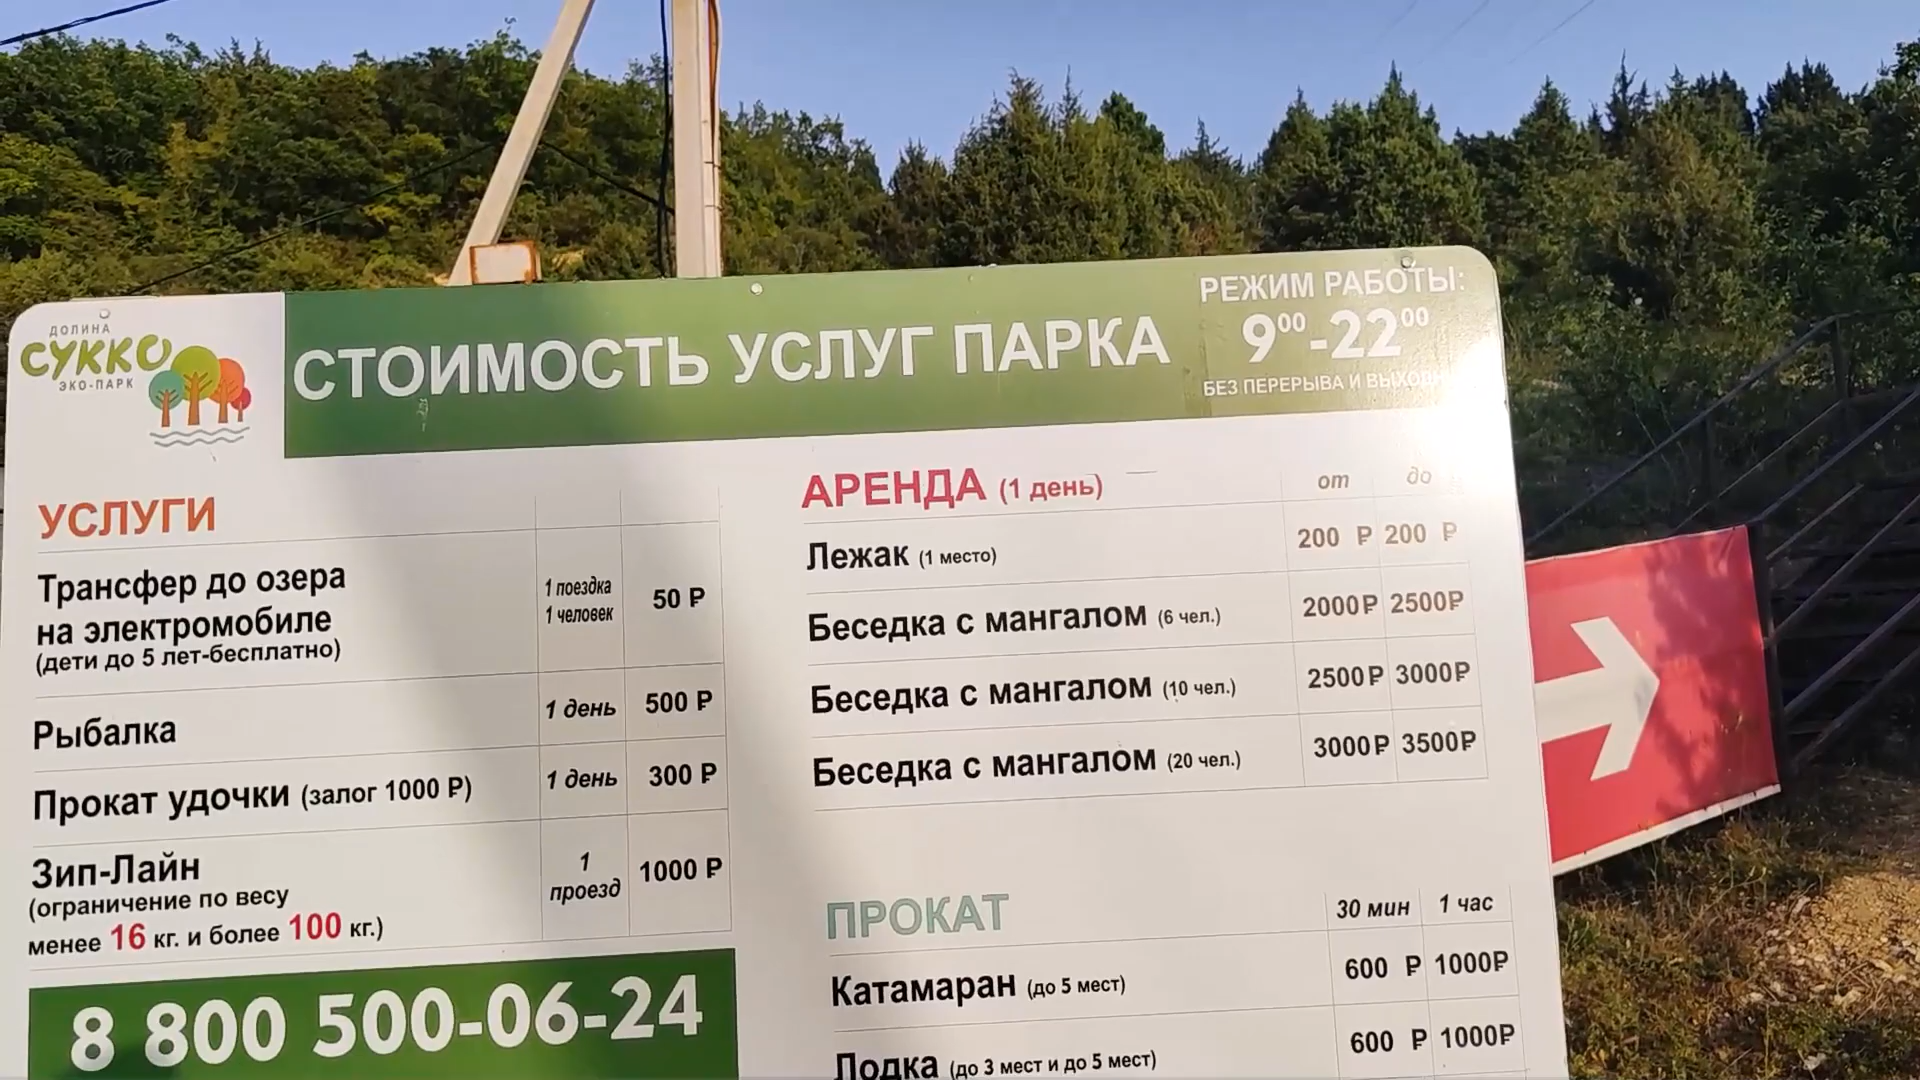 ДОЛИНА
СУККО
ЭКО-ПАРК
СТОИМОСТЬ УСЛУГ ПАРКА
РЕЖИМ РАБОТЫ:
9⁰⁰-22⁰⁰
БЕЗ ПЕРЕРЫВА И
УСЛУГИ
Трансфер до озера
на электромобиле
(дети до 5 лет-бесплатно)
1 поездка
1 человек
50 ₽
Рыбалка 1 день 500 ₽
Прокат удочки (залог 1000 Р) 1 день 300 ₽
Зип-Лайн
(ограничение по весу
менее 16 кг. и более 100 кг.)
1
проезд
1000 ₽
8 800 500-06-24
АРЕНДА (1 день) от до
Лежак (1 место) 200 ₽ 200 ₽
Беседка с мангалом (6 чел.) 2000₽ 2500₽
Беседка с мангалом (10 чел.) 2500₽ 3000₽
Беседка с мангалом (20 чел.) 3000₽ 3500₽
ПРОКАТ 30 мин 1 час
Катамаран (до 5 мест) 600 ₽ 1000₽
Лодка (до 3 мест и до 5 мест) 600 ₽ 1000₽